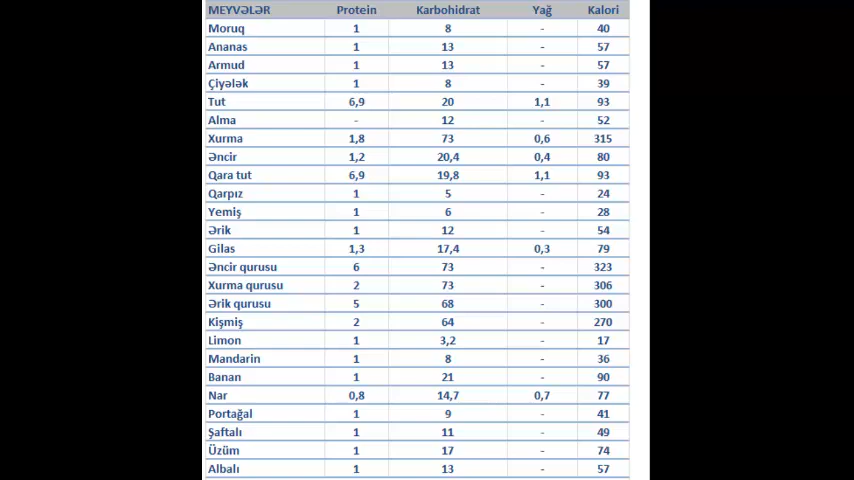 MEYVƏLƏR Protein Karbohidrat Yağ Kalori
Moruq 1 8 - 40
Ananas 1 13 - 57
Armud 1 13 - 57
Çiyələk 1 8 - 39
Tut 6,9 20 1,1 93
Alma - 12 - 52
Xurma 1,8 73 0,6 315
Əncir 1,2 20,4 0,4 80
Qara tut 6,9 19,8 1,1 93
Qarpız 1 5 - 24
Yemiş 1 6 - 28
Ərik 1 12 - 54
Gilas 1,3 17,4 0,3 79
Əncir qurusu 6 73 - 323
Xurma qurusu 2 73 - 306
Ərik qurusu 5 68 - 300
Kişmiş 2 64 - 270
Limon 1 3,2 - 17
Mandarin 1 8 - 36
Banan 1 21 - 90
Nar 0,8 14,7 0,7 77
Portağal 1 9 - 41
Şaftalı 1 11 - 49
Üzüm 1 17 - 74
Albalı 1 13 - 57